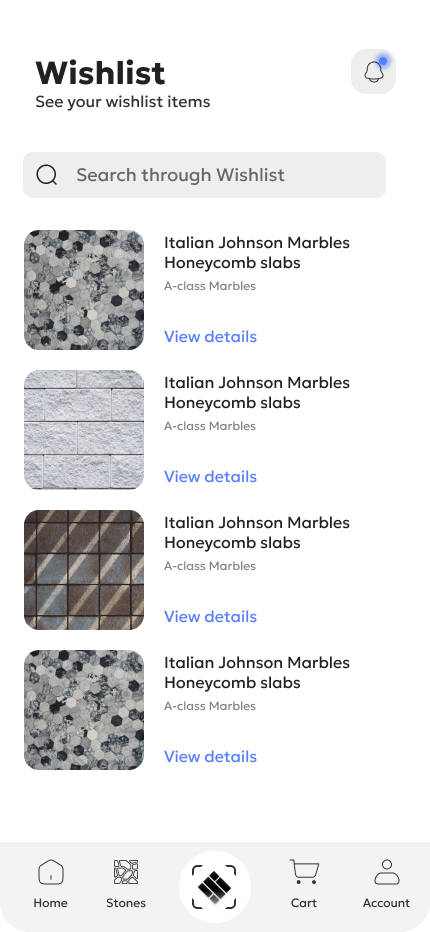 Wishlist
See your wishlist items
Search through Wishlist
Italian Johnson Marbles
Honeycomb slabs
A-class Marbles
View details
Italian Johnson Marbles
Honeycomb slabs
A-class Marbles
View details
Italian Johnson Marbles
Honeycomb slabs
A-class Marbles
View details
Italian Johnson Marbles
Honeycomb slabs
A-class Marbles
View details
Home
Stones
Cart
Account